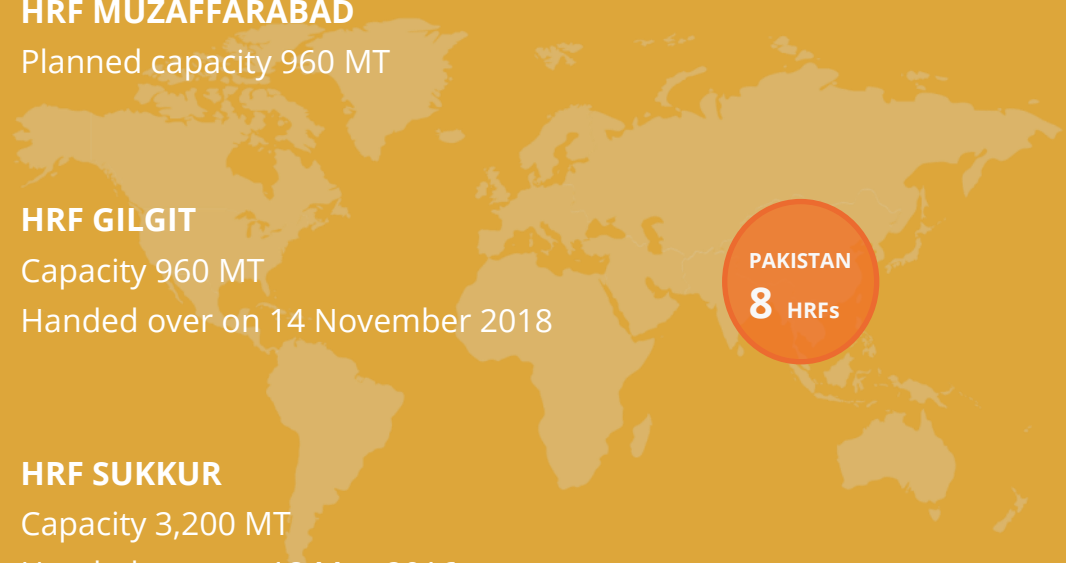 HRF MUZAFFARABAD
Planned capacity 960 MT
HRF GILGIT
Capacity 960 MT
Handed over on 14 November 2018
PAKISTAN
8 HRFs
HRF SUKKUR
Capacity 3,200 MT